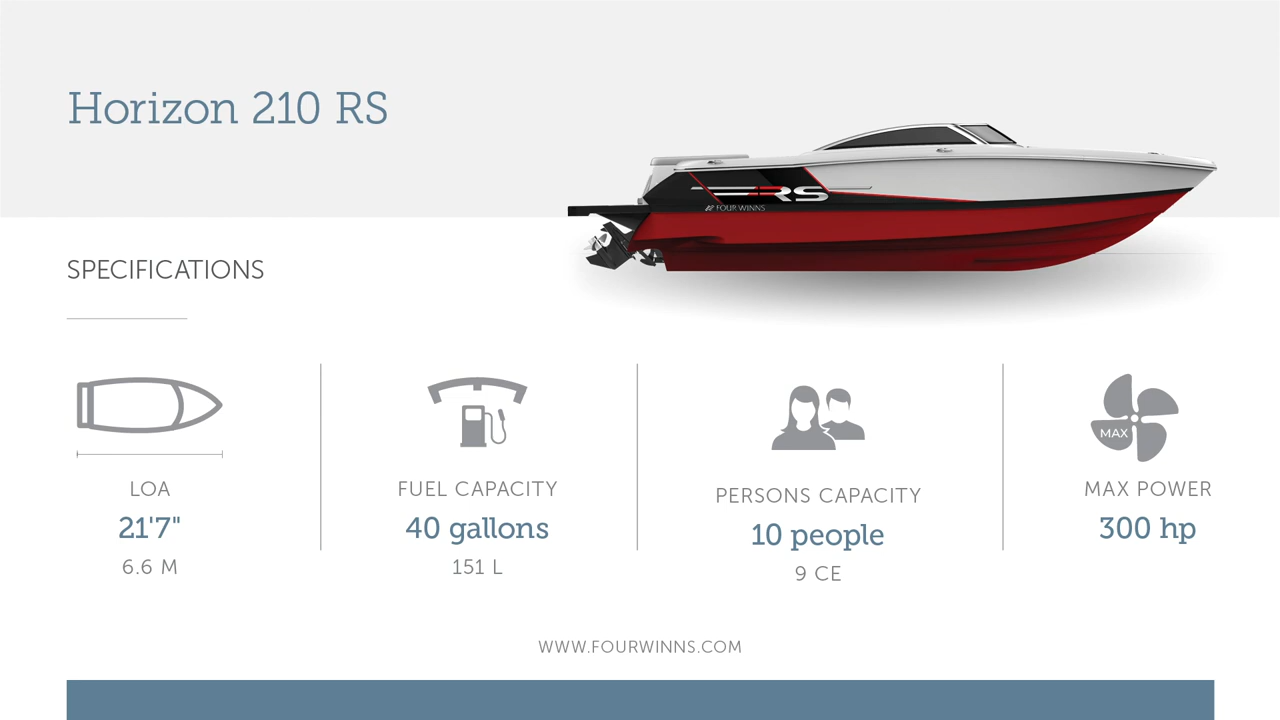 Horizon 210 RS
RS
FOUR WINNS
SPECIFICATIONS
LOA
21'7"
6.6 M
FUEL CAPACITY
40 gallons
151 L
PERSONS CAPACITY
10 people
9 CE
MAX
MAX POWER
300 hp
WWW.FOURWINNS.COM